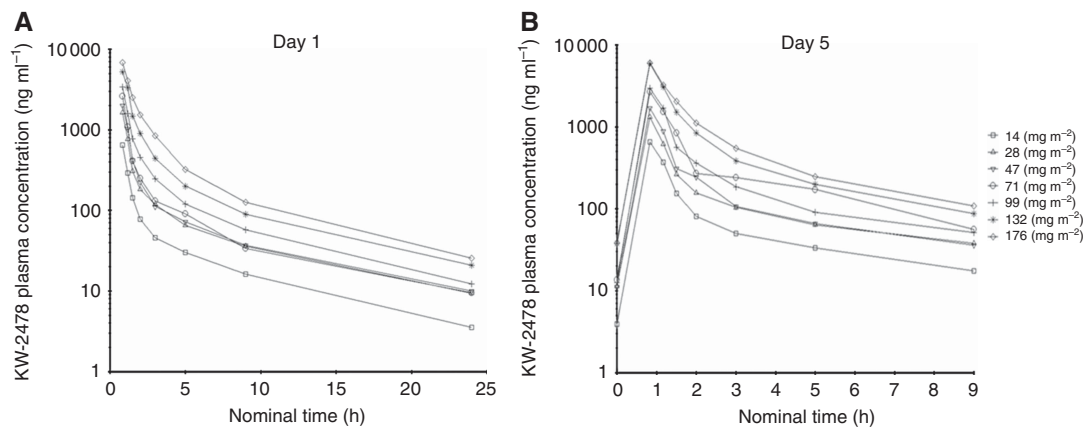 A
Day 1
KW-2478 plasma concentration (ng ml⁻¹)
10 000
1000
100
10
1
0 5 10 15 20 25
Nominal time (h)
B
Day 5
KW-2478 plasma concentration (ng ml⁻¹)
10 000
1000
100
10
1
0 1 2 3 4 5 6 7 8 9
Nominal time (h)
14 (mg m⁻²)
28 (mg m⁻²)
47 (mg m⁻²)
71 (mg m⁻²)
99 (mg m⁻²)
132 (mg m⁻²)
176 (mg m⁻²)